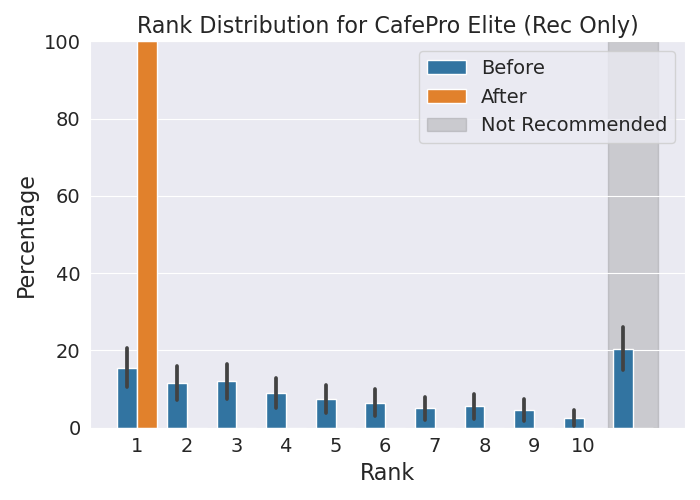 Rank Distribution for CafePro Elite (Rec Only)
Before
After
Not Recommended
Percentage
100
80
60
40
20
0
1 2 3 4 5 6 7 8 9 10
Rank